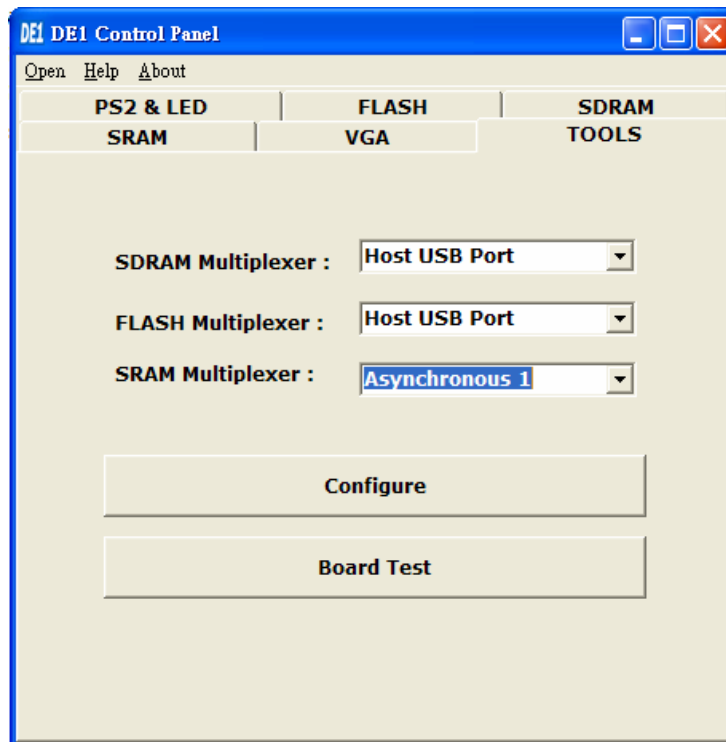 DE1 DE1 Control Panel
Open Help About
PS2 & LED FLASH SDRAM
SRAM VGA TOOLS
SDRAM Multiplexer : Host USB Port
FLASH Multiplexer : Host USB Port
SRAM Multiplexer : Asynchronous 1
Configure
Board Test